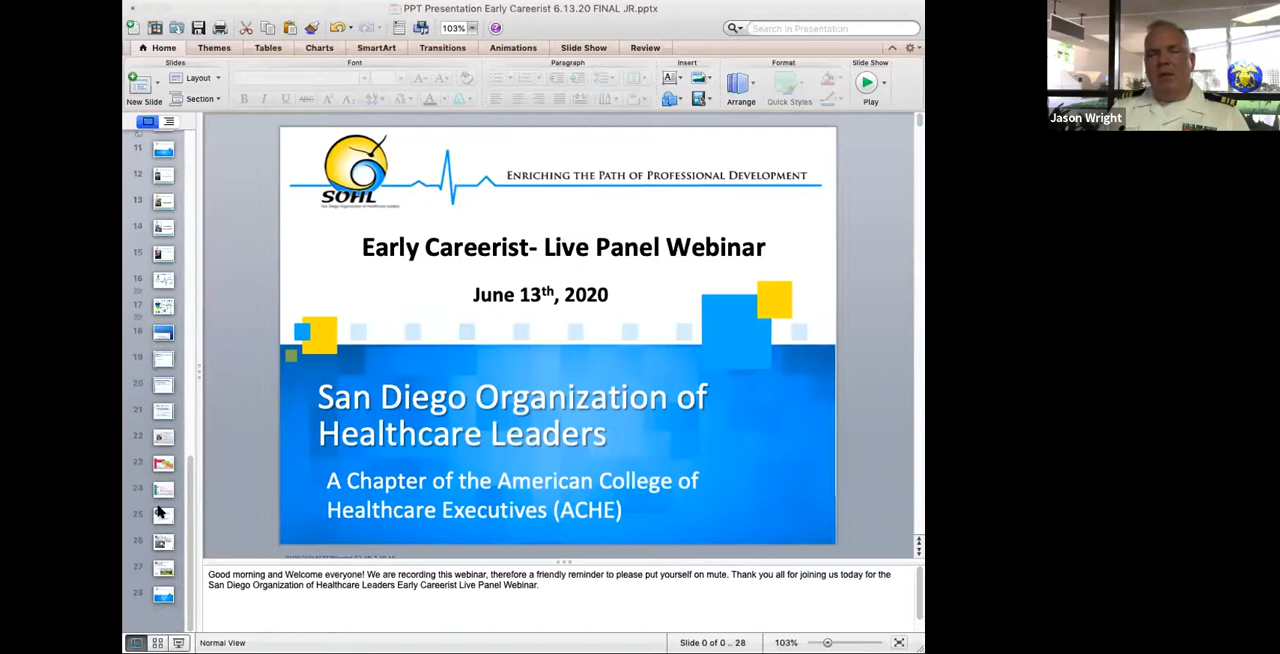 PPT Presentation Early Careerist 6.13.20 FINAL JR.pptx
103%
Search in Presentation
Home
Themes
Tables
Charts
SmartArt
Transitions
Animations
Slide Show
Review
Slides
Font
Paragraph
Insert
Format
Slide Show
New Slide
Layout
Section
B I U ABC
Arrange
Quick Styles
Play
Jason Wright
11
12
13
14
15
16
17
18
19
20
21
22
23
24
25
26
27
28
SOHL
San Diego Organization of Healthcare Leaders
ENRICHING THE PATH OF PROFESSIONAL DEVELOPMENT
Early Careerist- Live Panel Webinar
June 13th, 2020
San Diego Organization of
Healthcare Leaders
A Chapter of the American College of
Healthcare Executives (ACHE)
Good morning and Welcome everyone! We are recording this webinar, therefore a friendly reminder to please put yourself on mute. Thank you all for joining us today for the
San Diego Organization of Healthcare Leaders Early Careerist Live Panel Webinar.
Normal View
Slide 0 of 0 .. 28
103%